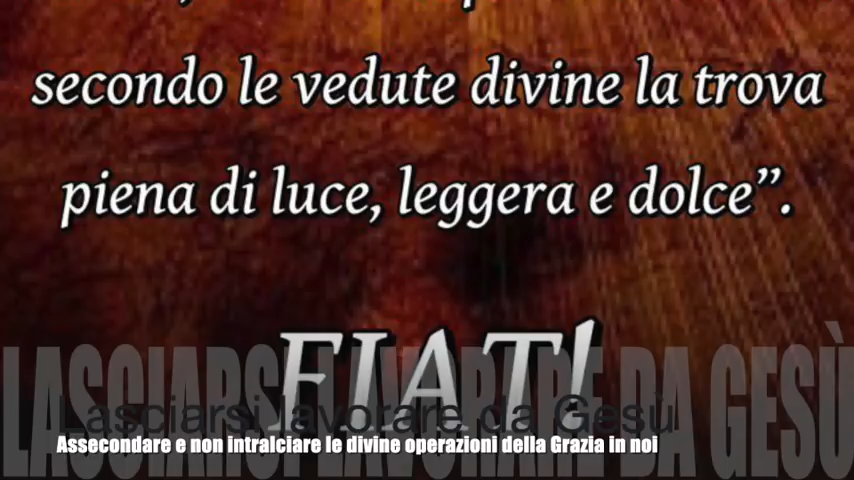 secondo le vedute divine la trova
piena di luce, leggera e dolce”.
FIAT!
LASCIARSI LAVORARE DA GESÙ
Lasciarsi lavorare da Gesù
Assecondare e non intralciare le divine operazioni della Grazia in noi